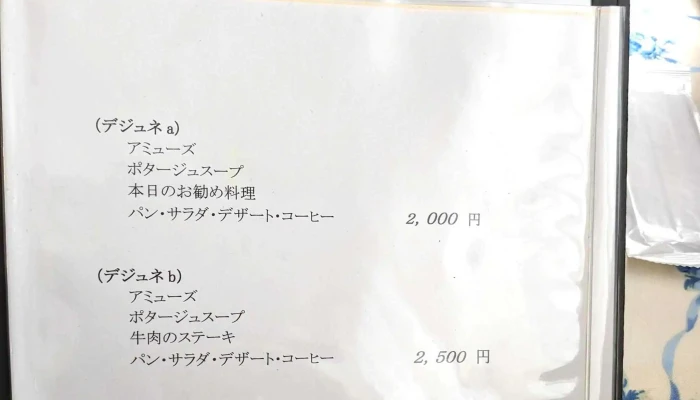 (デジュネ a)
アミューズ
ポタージュスープ
本日のお勧め料理
パン・サラダ・デザート・コーヒー 2,000 円
(デジュネ b)
アミューズ
ポタージュスープ
牛肉のステーキ
パン・サラダ・デザート・コーヒー 2,500 円